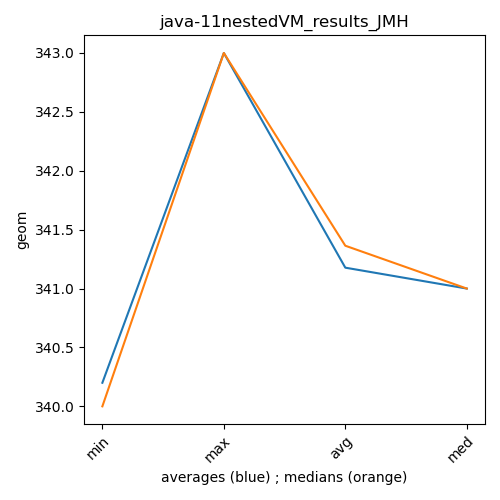 java-11nestedVM_results_JMH
343.0
342.5
342.0
341.5
341.0
340.5
340.0
geom
min
max
avg
med
averages (blue) ; medians (orange)